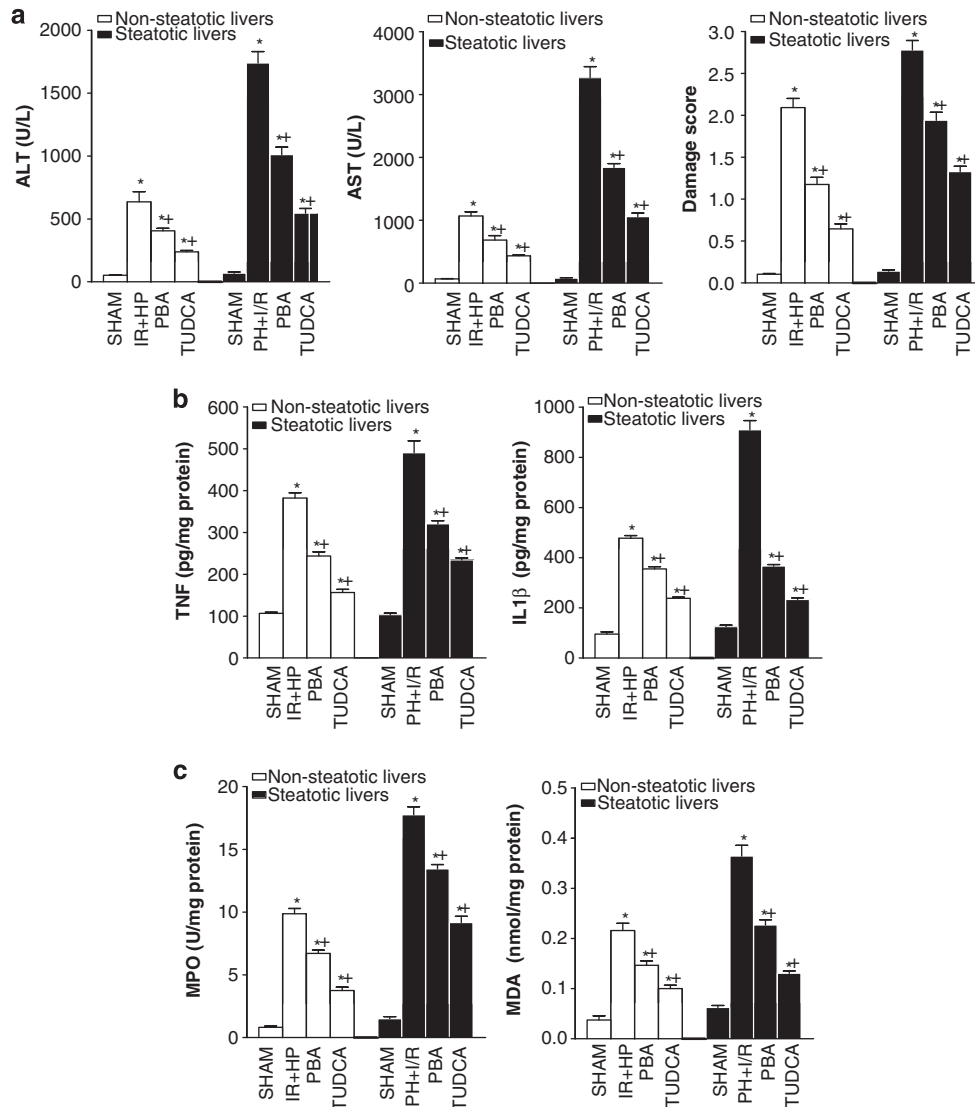 a
Non-steatotic livers
Steatotic livers
ALT (U/L)
2000
1500
1000
500
0
*
*+
*+
*
*+
*+
SHAM
IR+HP
PBA
TUDCA
SHAM
PH+I/R
PBA
TUDCA
Non-steatotic livers
Steatotic livers
AST (U/L)
4000
3000
2000
1000
0
*
*+
*+
*
*+
*+
SHAM
IR+HP
PBA
TUDCA
SHAM
PH+I/R
PBA
TUDCA
Non-steatotic livers
Steatotic livers
Damage score
3.0
2.5
2.0
1.5
1.0
0.5
0.0
*
*+
*+
*
*+
*+
SHAM
IR+HP
PBA
TUDCA
SHAM
PH+I/R
PBA
TUDCA
b
Non-steatotic livers
Steatotic livers
TNF (pg/mg protein)
600
500
400
300
200
100
0
*
*+
*+
*
*+
*+
SHAM
IR+HP
PBA
TUDCA
SHAM
PH+I/R
PBA
TUDCA
Non-steatotic livers
Steatotic livers
IL1β (pg/mg protein)
1000
800
600
400
200
0
*
*+
*+
*
*+
*+
SHAM
IR+HP
PBA
TUDCA
SHAM
PH+I/R
PBA
TUDCA
c
Non-steatotic livers
Steatotic livers
MPO (U/mg protein)
20
15
10
5
0
*
*+
*+
*
*+
*+
SHAM
IR+HP
PBA
TUDCA
SHAM
PH+I/R
PBA
TUDCA
Non-steatotic livers
Steatotic livers
MDA (nmol/mg protein)
0.5
0.4
0.3
0.2
0.1
0.0
*
*+
*+
*
*+
*+
SHAM
IR+HP
PBA
TUDCA
SHAM
PH+I/R
PBA
TUDCA